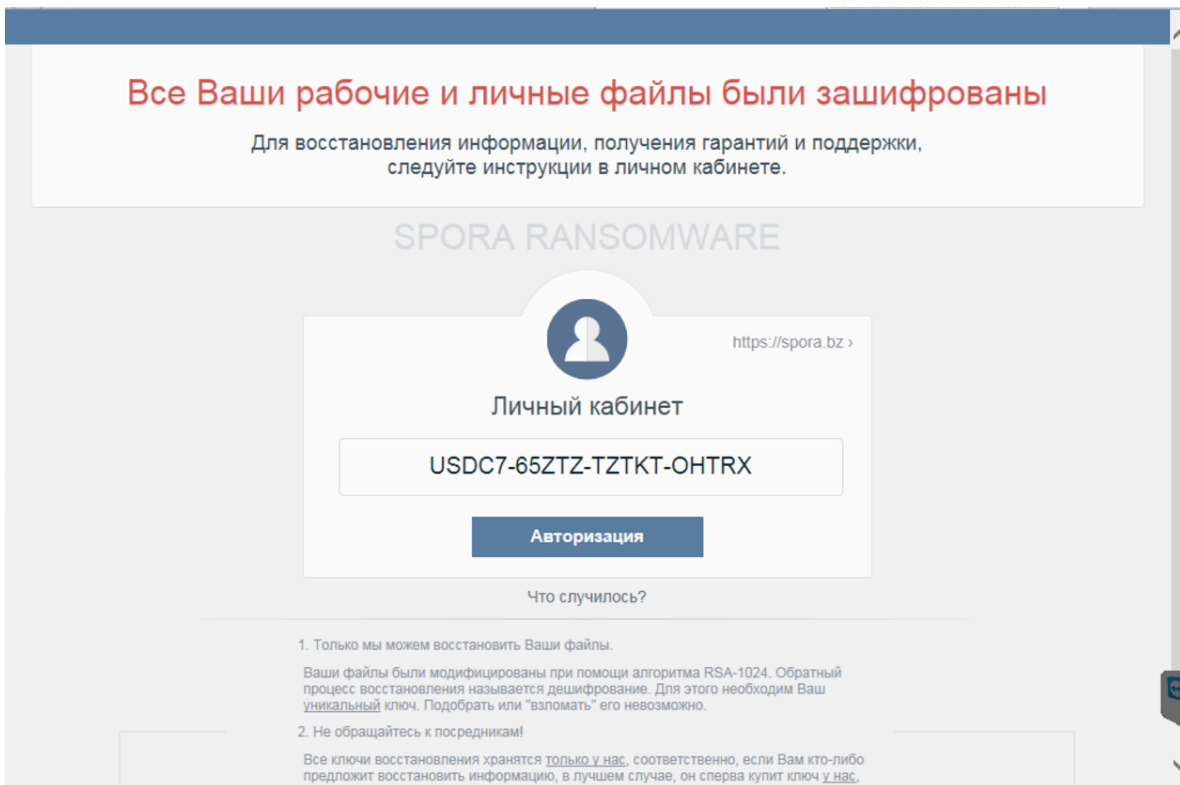 Все Ваши рабочие и личные файлы были зашифрованы
Для восстановления информации, получения гарантий и поддержки,
следуйте инструкции в личном кабинете.
SPORA RANSOMWARE
https://spora.bz ›
Личный кабинет
USDC7-65ZTZ-TZTKT-OHTRX
Авторизация
Что случилось?
1. Только мы можем восстановить Ваши файлы.
Ваши файлы были модифицированы при помощи алгоритма RSA-1024. Обратный
процесс восстановления называется дешифрование. Для этого необходим Ваш
уникальный ключ. Подобрать или "взломать" его невозможно.
2. Не обращайтесь к посредникам!
Все ключи восстановления хранятся только у нас, соответственно, если Вам кто-либо
предложит восстановить информацию, в лучшем случае, он сперва купит ключ у нас,